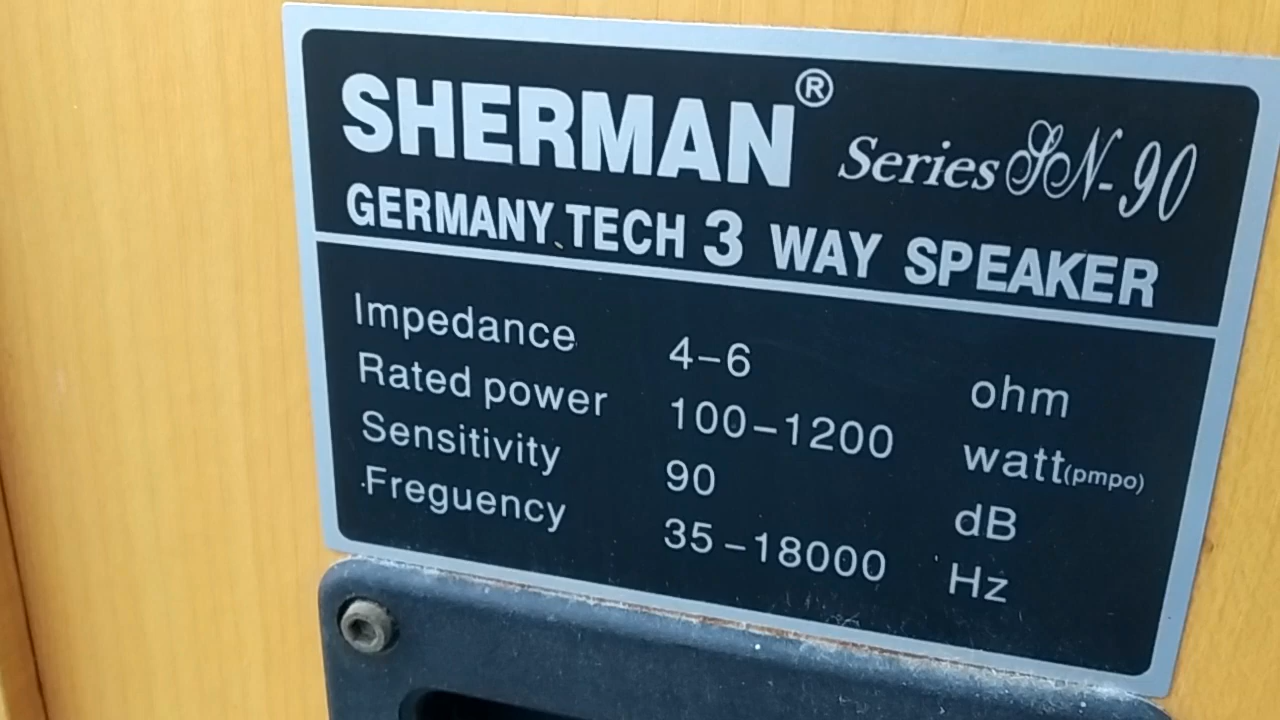 SHERMAN® Series SN-90
GERMANY TECH 3 WAY SPEAKER
Impedance 4-6 ohm
Rated power 100-1200 watt(pmpo)
Sensitivity 90 dB
Freguency 35-18000 Hz